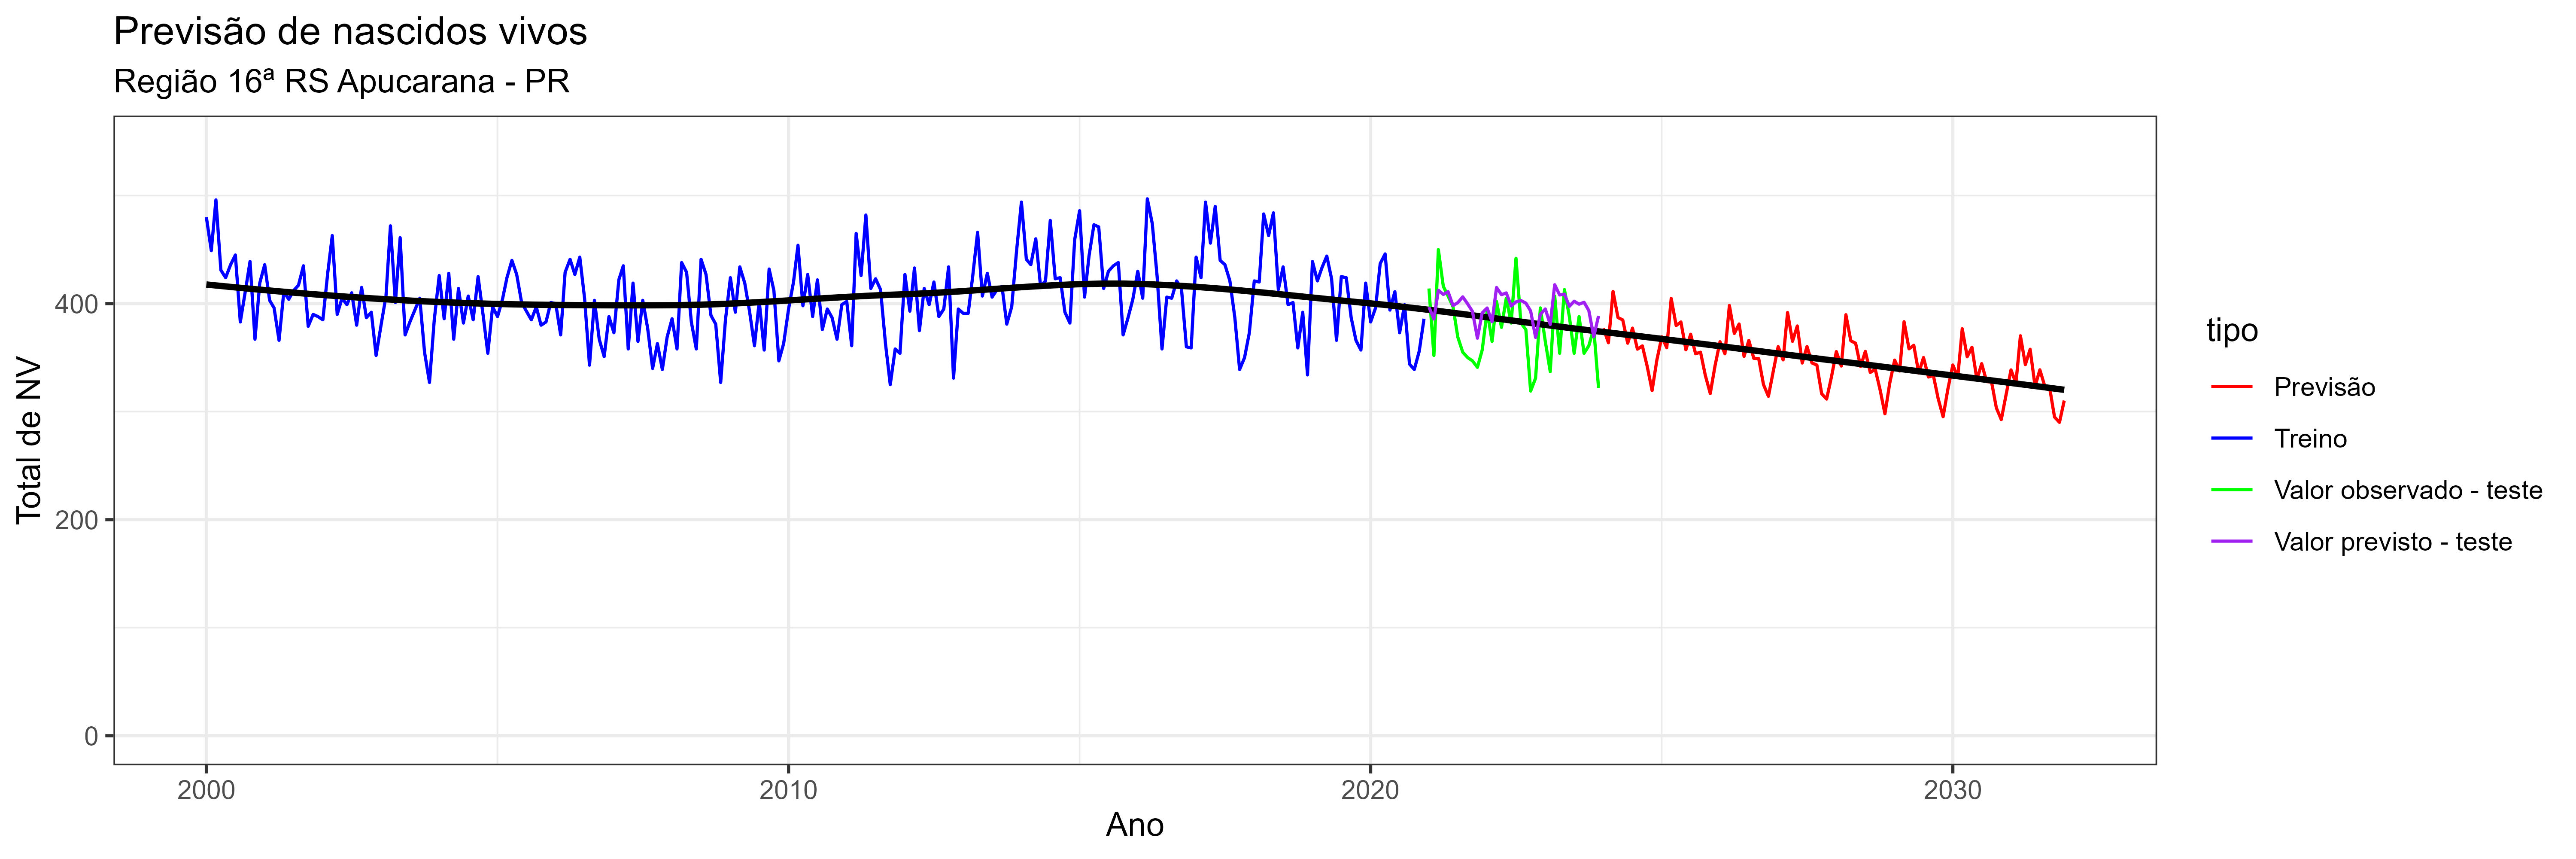 Previsão de nascidos vivos
Região 16ª RS Apucarana - PR
Total de NV
400
200
0
2000
2010
2020
2030
Ano
tipo
Previsão
Treino
Valor observado - teste
Valor previsto - teste